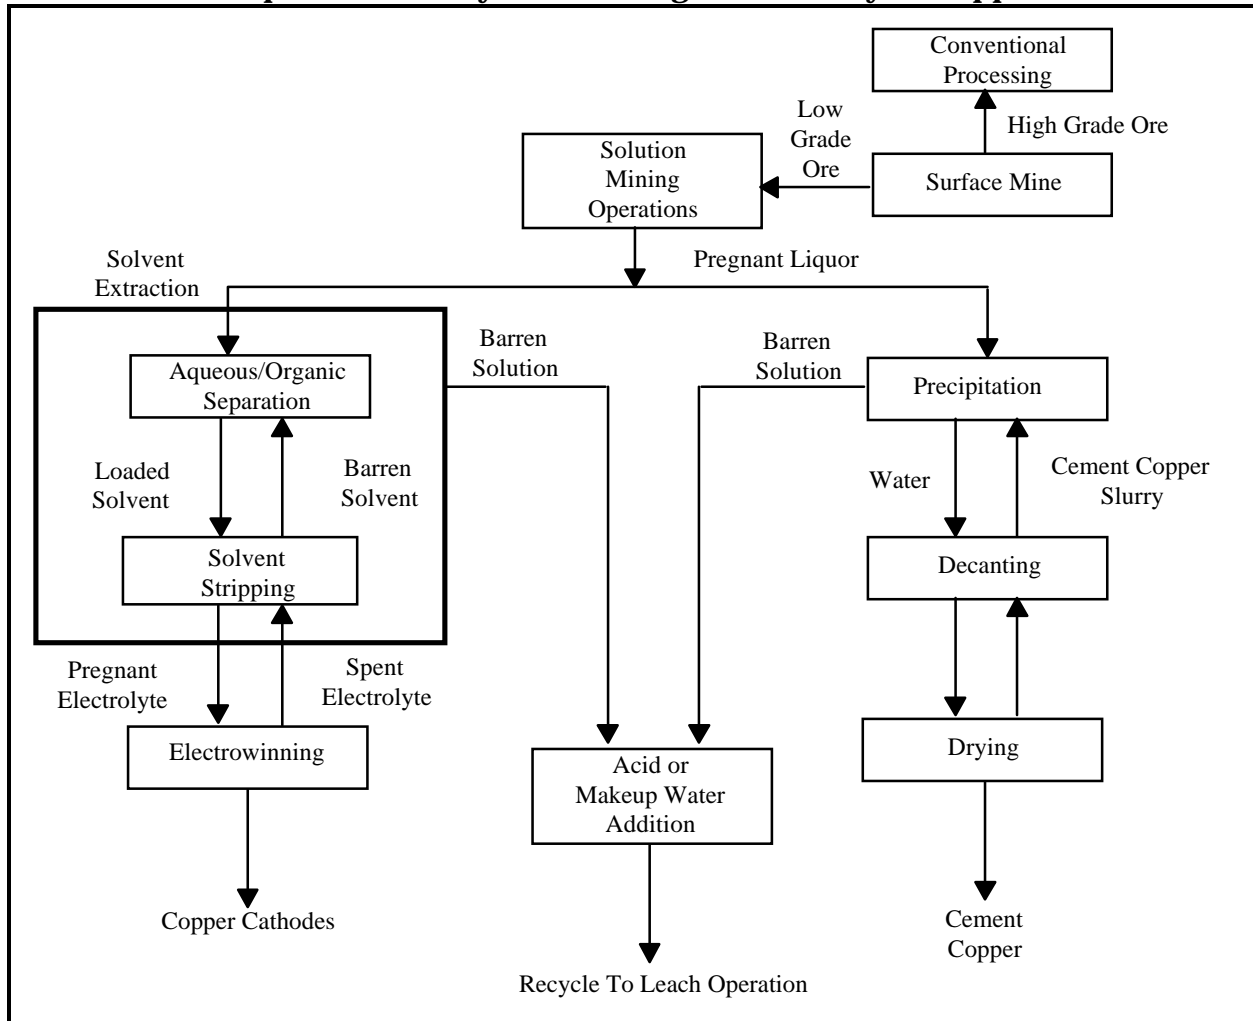 Conventional
Processing
Low
Grade
Ore
High Grade Ore
Solution
Mining
Operations
Surface Mine
Solvent
Extraction
Pregnant Liquor
Barren
Solution
Barren
Solution
Aqueous/Organic
Separation
Precipitation
Loaded
Solvent
Barren
Solvent
Water
Cement Copper
Slurry
Solvent
Stripping
Decanting
Pregnant
Electrolyte
Spent
Electrolyte
Electrowinning
Acid or
Makeup Water
Addition
Drying
Copper Cathodes
Cement
Copper
Recycle To Leach Operation